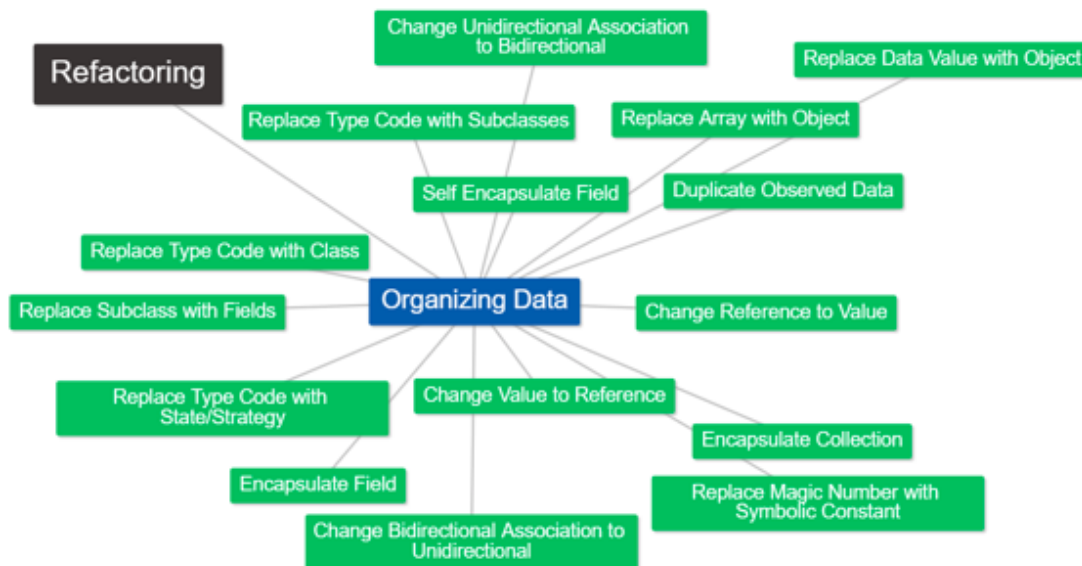 Change Unidirectional Association
to Bidirectional
Refactoring
Replace Data Value with Object
Replace Type Code with Subclasses
Replace Array with Object
Self Encapsulate Field
Duplicate Observed Data
Replace Type Code with Class
Organizing Data
Replace Subclass with Fields
Change Reference to Value
Replace Type Code with
State/Strategy
Change Value to Reference
Encapsulate Collection
Encapsulate Field
Replace Magic Number with
Symbolic Constant
Change Bidirectional Association to
Unidirectional